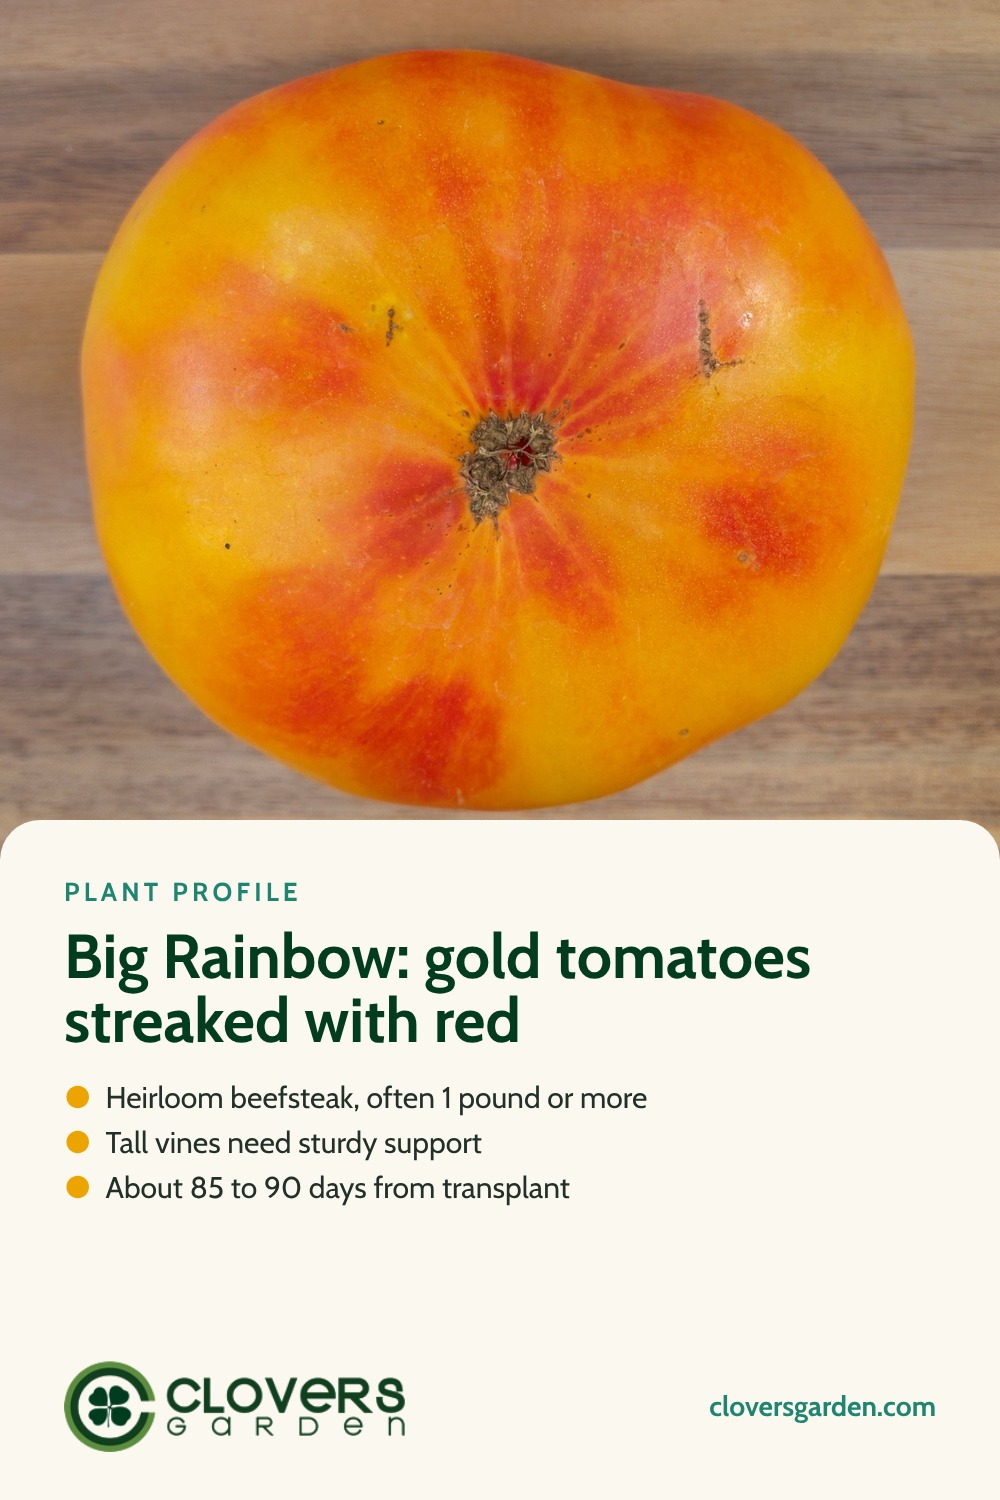 PLANT PROFILE
Big Rainbow: gold tomatoes
streaked with red
Heirloom beefsteak, often 1 pound or more
Tall vines need sturdy support
About 85 to 90 days from transplant
CLOVERS
GARDEN
cloversgarden.com